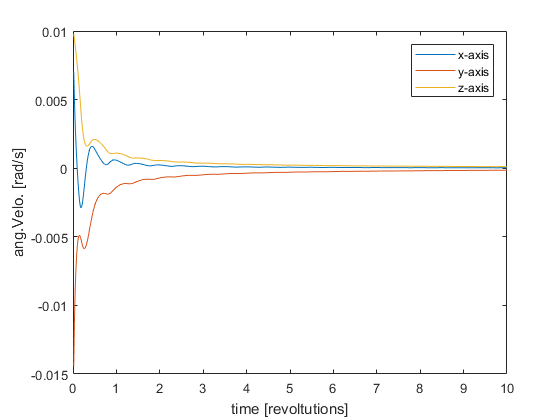 0.01
0.005
0
-0.005
-0.01
-0.015
ang.Velo. [rad/s]
x-axis
y-axis
z-axis
0 1 2 3 4 5 6 7 8 9 10
time [revoltutions]